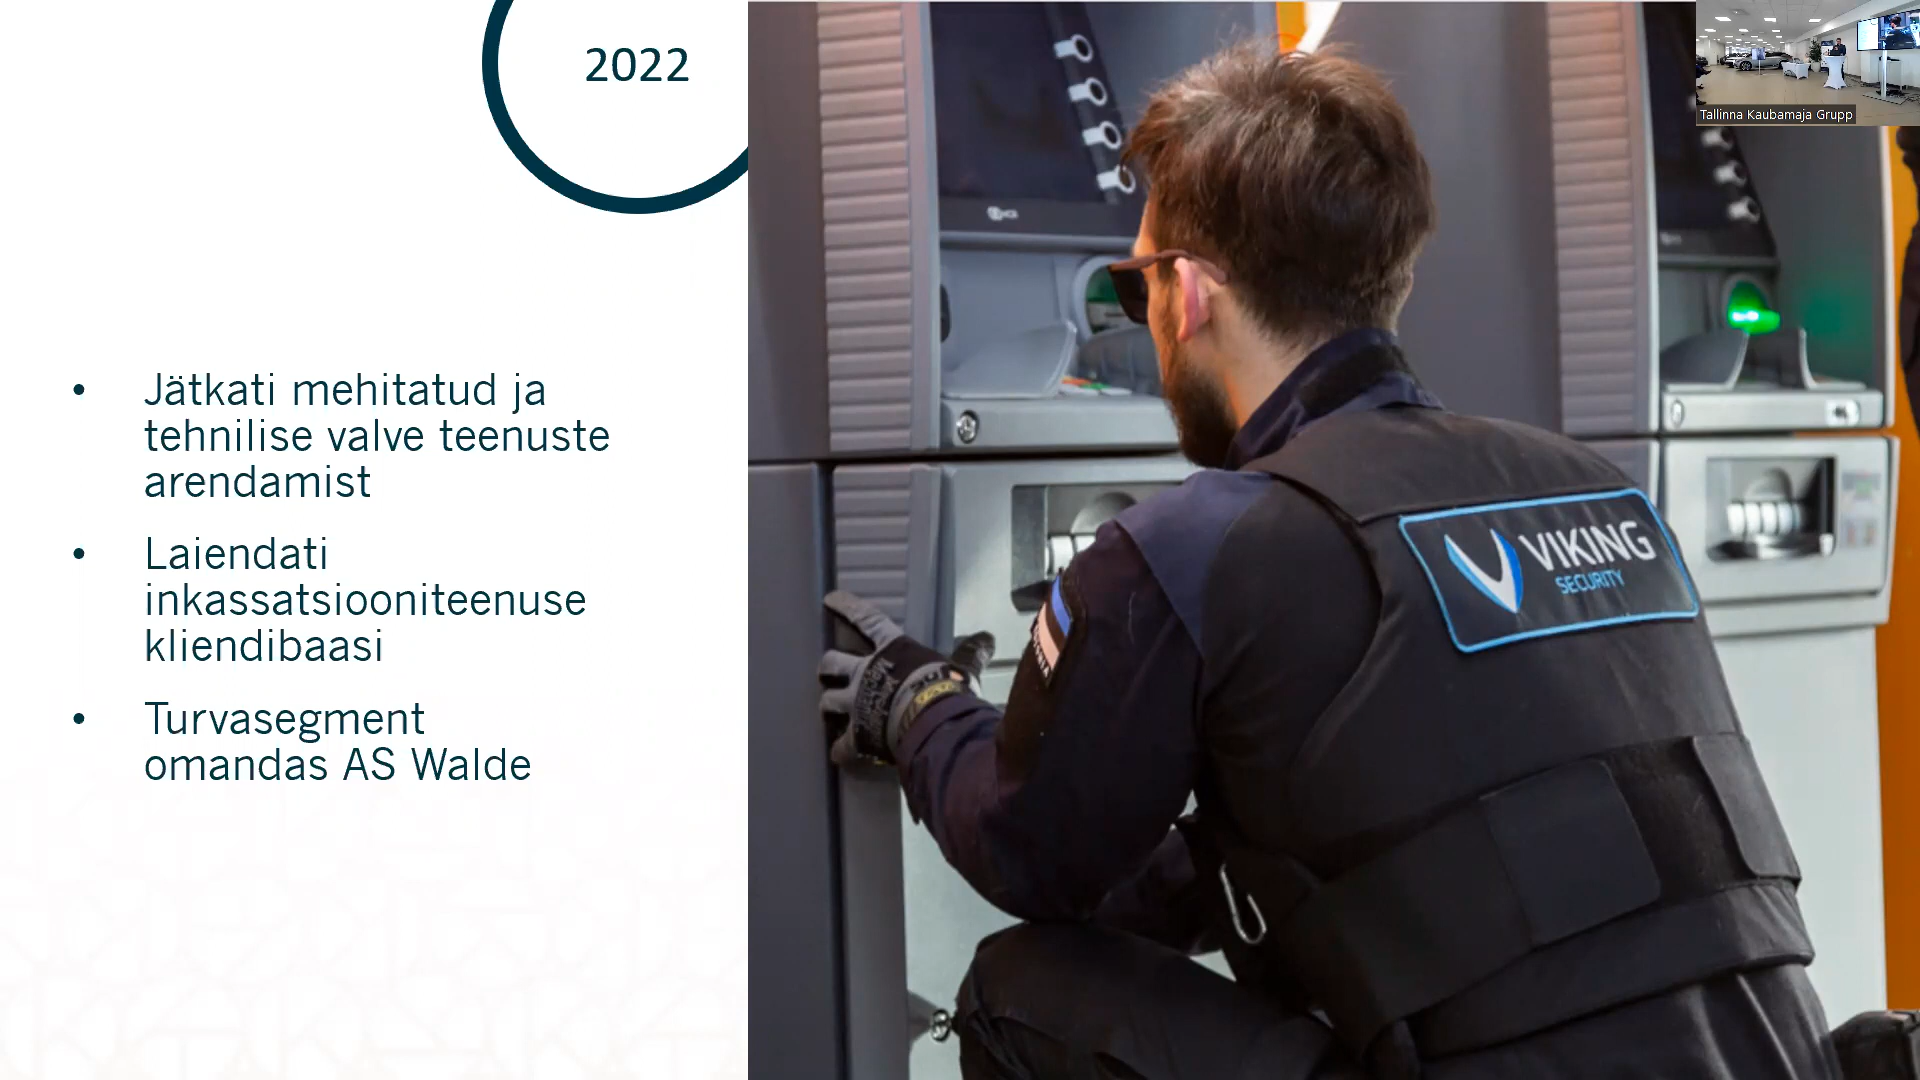 2022
Jätkati mehitatud ja
tehnilise valve teenuste
arendamist
Laiendati
inkassatsiooniteenuse
kliendibaasi
Turvasegment
omandas AS Walde
VIKING
SECURITY
Tallinna Kaubamaja Grupp